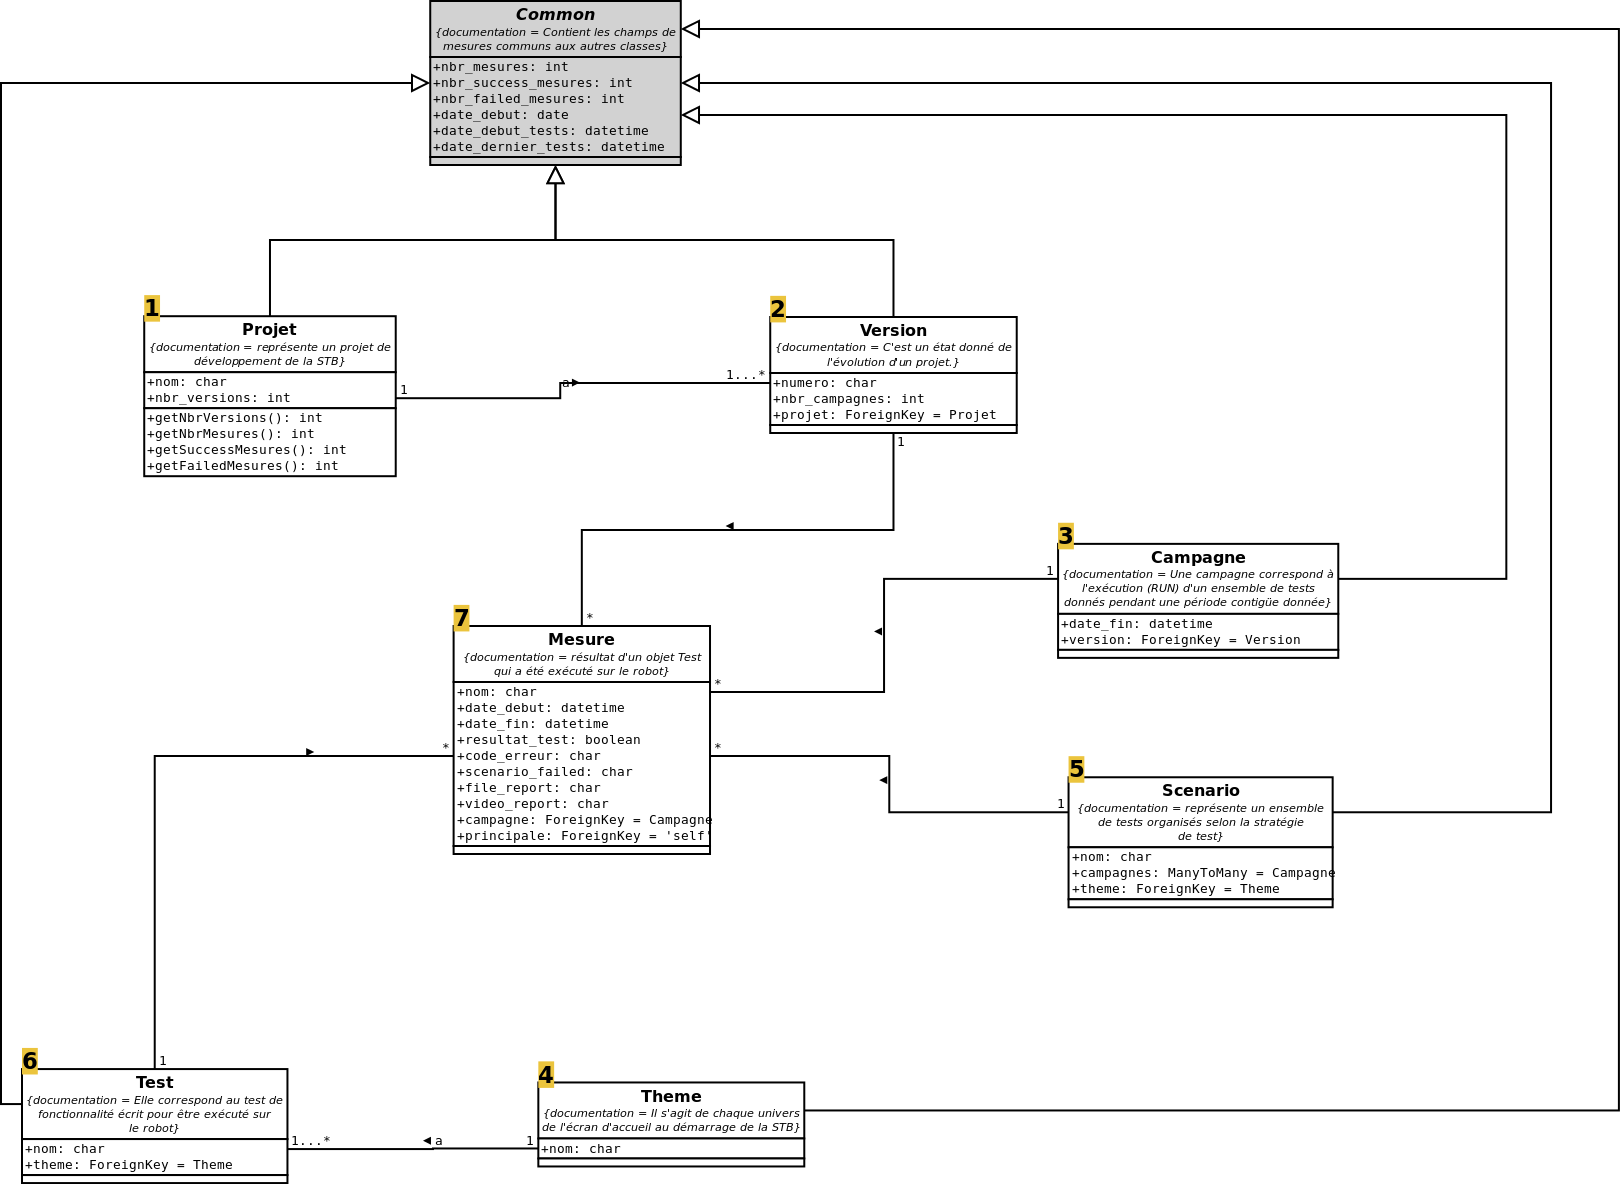 Common
{documentation = Contient les champs de
mesures communs aux autres classes}
+nbr_mesures: int
+nbr_success_mesures: int
+nbr_failed_mesures: int
+date_debut: date
+date_debut_tests: datetime
+date_dernier_tests: datetime
1
Projet
{documentation = représente un projet de
développement de la STB}
+nom: char
+nbr_versions: int
+getNbrVersions(): int
+getNbrMesures(): int
+getSuccessMesures(): int
+getFailedMesures(): int
1
a
1...*
2
Version
{documentation = C'est un état donné de
l'évolution d'un projet.}
+numero: char
+nbr_campagnes: int
+projet: ForeignKey = Projet
1
*
3
Campagne
{documentation = Une campagne correspond à
l'exécution (RUN) d'un ensemble de tests
donnés pendant une période contigüe donnée}
+date_fin: datetime
+version: ForeignKey = Version
1
*
7
Mesure
{documentation = résultat d'un objet Test
qui a été exécuté sur le robot}
+nom: char
+date_debut: datetime
+date_fin: datetime
+resultat_test: boolean
+code_erreur: char
+scenario_failed: char
+file_report: char
+video_report: char
+campagne: ForeignKey = Campagne
+principale: ForeignKey = 'self'
*
*
1
5
Scenario
{documentation = représente un ensemble
de tests organisés selon la stratégie
de test}
+nom: char
+campagnes: ManyToMany = Campagne
+theme: ForeignKey = Theme
1
6
Test
{documentation = Elle correspond au test de
fonctionnalité écrit pour être exécuté sur
le robot}
+nom: char
+theme: ForeignKey = Theme
1...*
a
1
4
Theme
{documentation = Il s'agit de chaque univers
de l'écran d'accueil au démarrage de la STB}
+nom: char